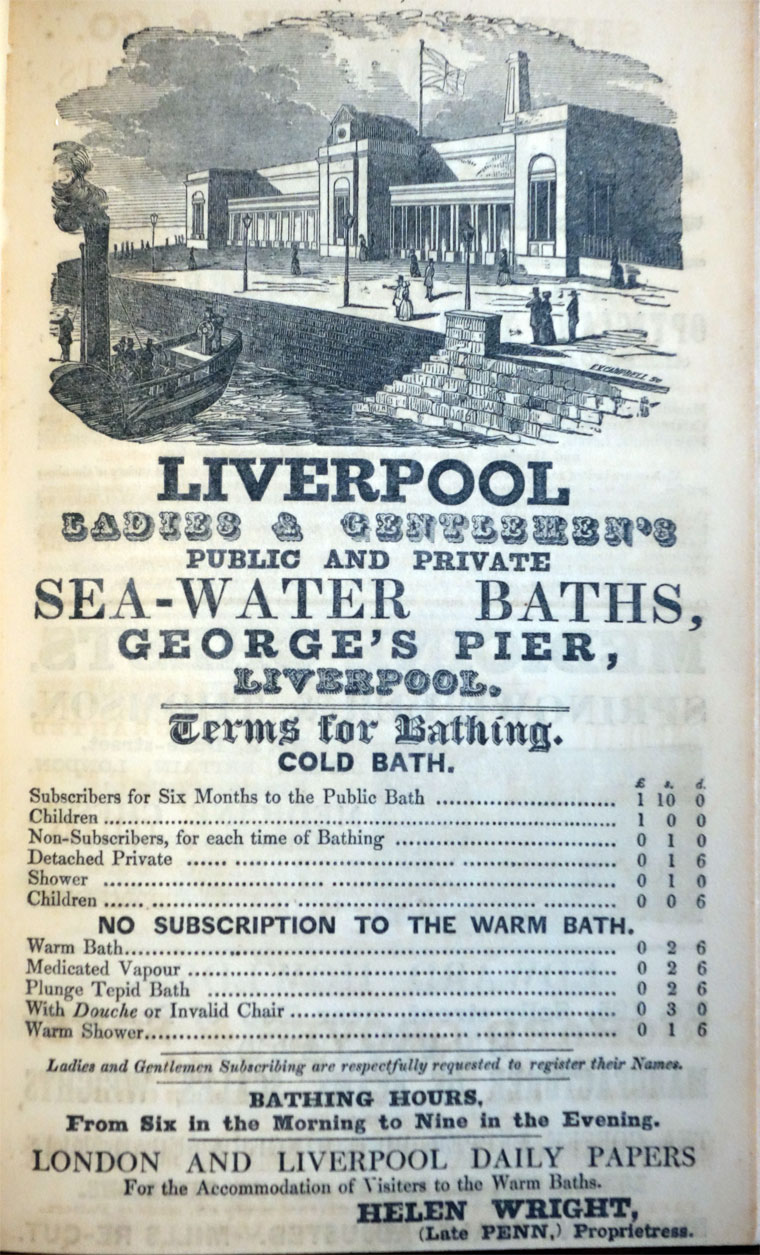 EXCAMPBELL SC
LIVERPOOL
LADIES & GENTLEMEN'S
PUBLIC AND PRIVATE
SEA-WATER BATHS,
GEORGE'S PIER,
LIVERPOOL.
Terms for Bathing.
COLD BATH.
£ s. d.
Subscribers for Six Months to the Public Bath ........................... 1 10 0
Children ........................... 1 0 0
Non-Subscribers, for each time of Bathing ........................... 0 1 0
Detached Private ........................... 0 1 6
Shower ........................... 0 1 0
Children ........................... 0 0 6
NO SUBSCRIPTION TO THE WARM BATH.
Warm Bath........................... 0 2 6
Medicated Vapour ........................... 0 2 6
Plunge Tepid Bath ........................... 0 2 6
With Douche or Invalid Chair ........................... 0 3 0
Warm Shower........................... 0 1 6
Ladies and Gentlemen Subscribing are respectfully requested to register their Names.
BATHING HOURS,
From Six in the Morning to Nine in the Evening.
LONDON AND LIVERPOOL DAILY PAPERS
For the Accommodation of Visiters to the Warm Baths.
HELEN WRIGHT,
(Late PENN,) Proprietress.